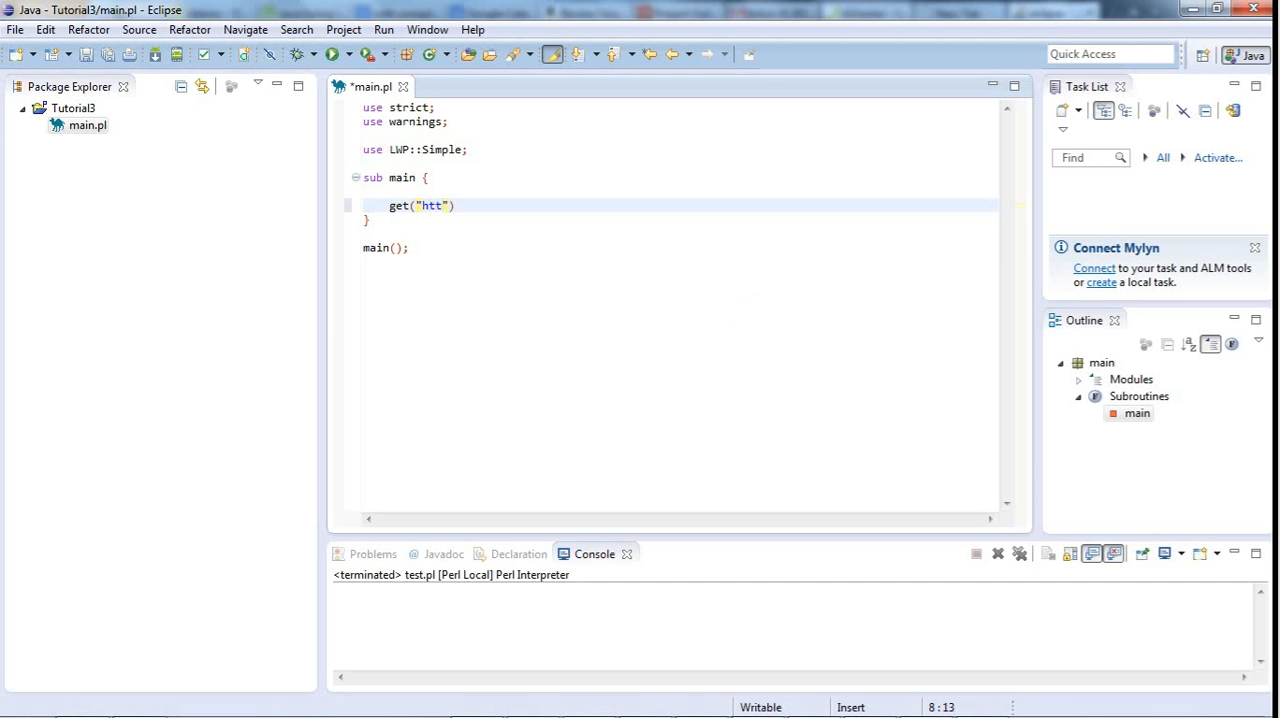 Java - Tutorial3/main.pl - Eclipse
File Edit Refactor Source Refactor Navigate Search Project Run Window Help
Quick Access
Java
Package Explorer
Tutorial3
main.pl
*main.pl
use strict;
use warnings;
use LWP::Simple;
sub main {
get("htt")
}
main();
Task List
Find All Activate...
Connect Mylyn
Connect to your task and ALM tools
or create a local task.
Outline
main
Modules
Subroutines
main
Problems @ Javadoc Declaration Console
<terminated> test.pl [Perl Local] Perl Interpreter
Writable Insert 8 : 13